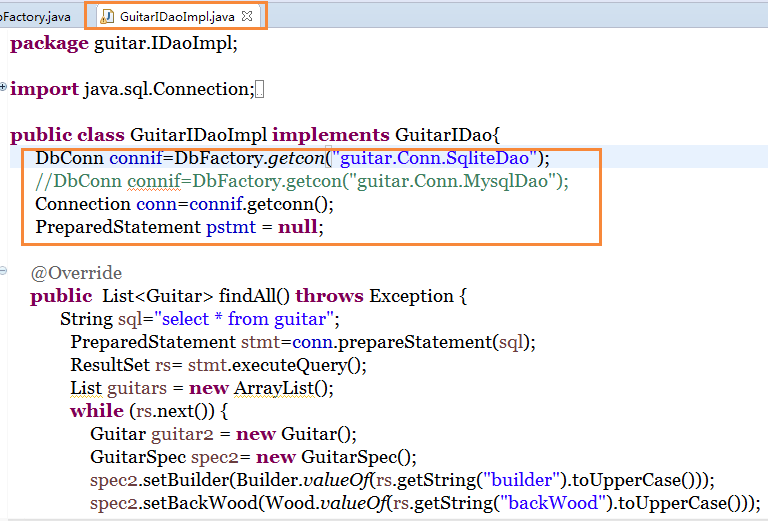 bFactory.java
GuitarIDaoImpl.java
package guitar.IDaoImpl;
import java.sql.Connection;
public class GuitarIDaoImpl implements GuitarIDao{
DbConn connif=DbFactory.getcon("guitar.Conn.SqliteDao");
//DbConn connif=DbFactory.getcon("guitar.Conn.MysqlDao");
Connection conn=connif.getconn();
PreparedStatement pstmt = null;
@Override
public  List<Guitar> findAll() throws Exception {
String sql="select * from guitar";
PreparedStatement stmt=conn.prepareStatement(sql);
ResultSet rs= stmt.executeQuery();
List guitars = new ArrayList();
while (rs.next()) {
Guitar guitar2 = new Guitar();
GuitarSpec spec2= new GuitarSpec();
spec2.setBuilder(Builder.valueOf(rs.getString("builder").toUpperCase()));
spec2.setBackWood(Wood.valueOf(rs.getString("backWood").toUpperCase()));